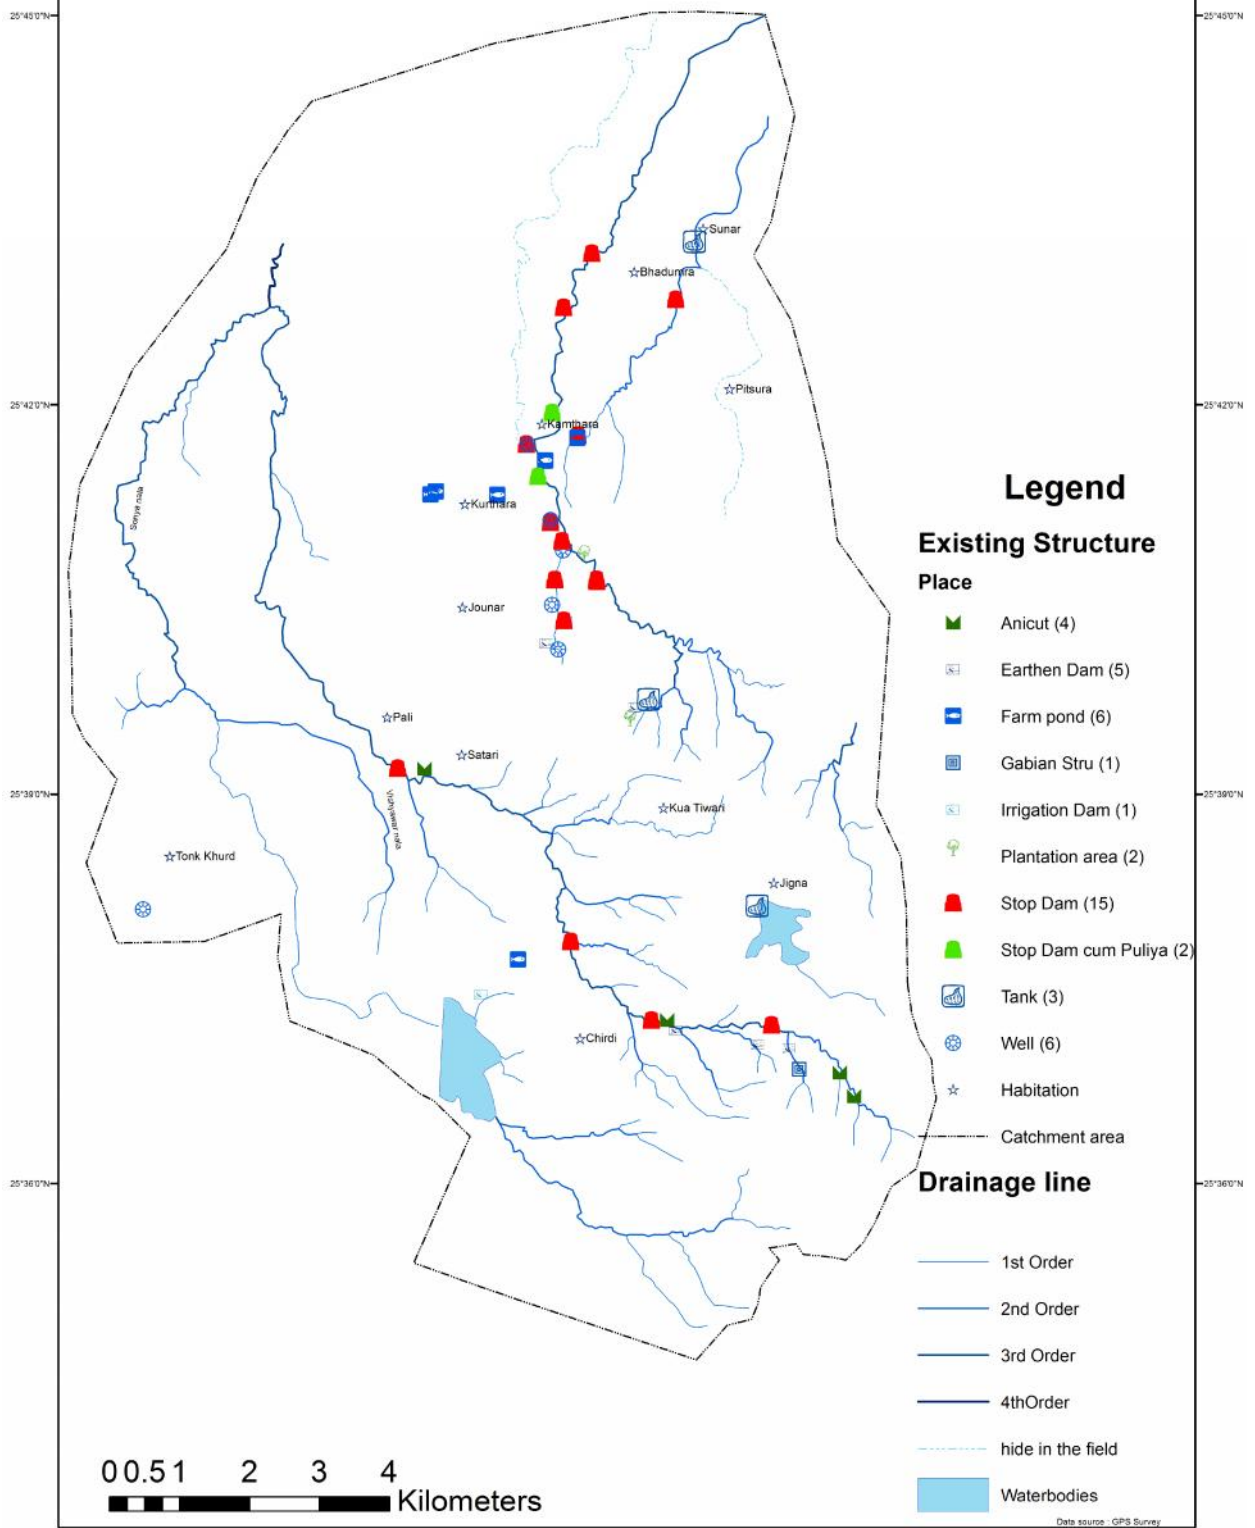 25°45'0"N
25°45'0"N
Sunar
Bhadumra
Pitsura
25°42'0"N
25°42'0"N
Kamthara
Kunhara
Sonya nala
Jounar
Pali
Satari
25°39'0"N
25°39'0"N
Kua Tiwari
Tonk Khurd
Jigna
Chirdi
25°36'0"N
25°36'0"N
Legend
Existing Structure
Place
Anicut (4)
Earthen Dam (5)
Farm pond (6)
Gabian Stru (1)
Irrigation Dam (1)
Plantation area (2)
Stop Dam (15)
Stop Dam cum Puliya (2)
Tank (3)
Well (6)
Habitation
Catchment area
Drainage line
1st Order
2nd Order
3rd Order
4thOrder
hide in the field
Waterbodies
0 0.5 1 2 3 4
Kilometers
Data source : GPS Survey